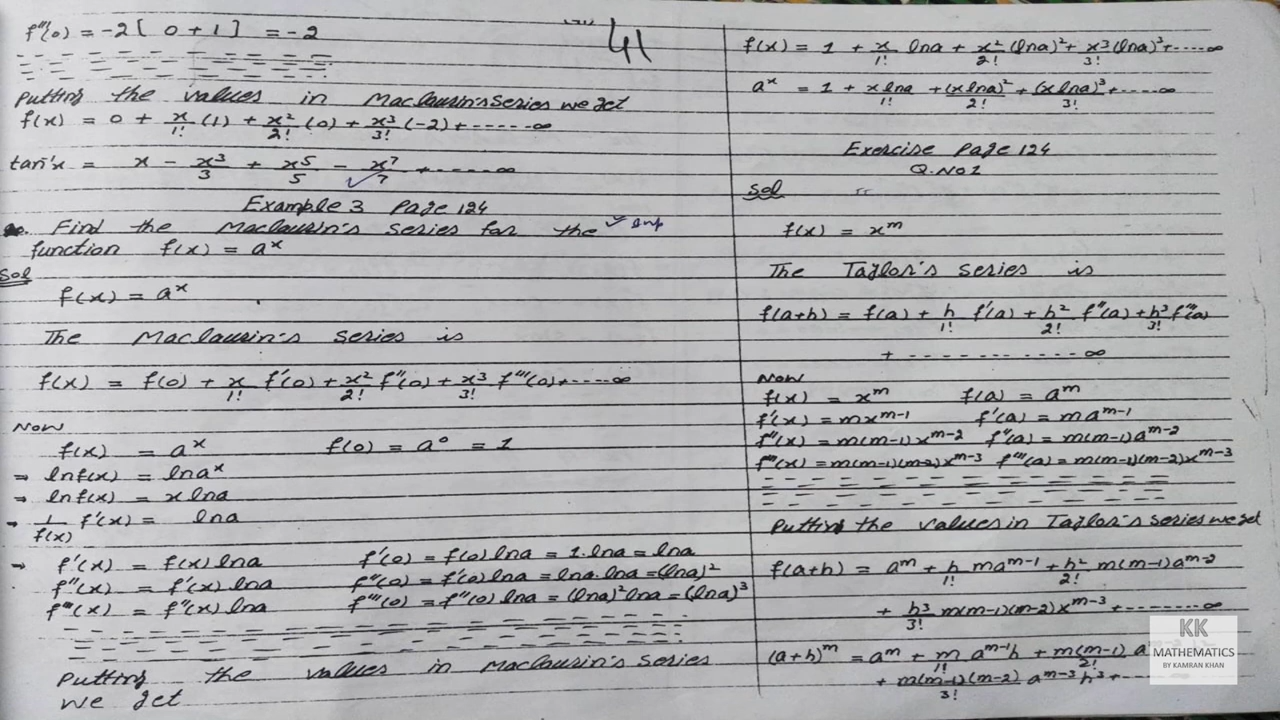 f''(0) = -2[ 0+1 ] = -2
41
Putting the values in Maclaurin's series we get
f(x) = 0 + x/1! (1) + x²/2! (0) + x³/3! (-2) + ------∞
tan⁻¹x = x - x³/3 + x⁵/5 - x⁷/7 + ------∞
Example 3 Page 124
Find the Maclaurin's series for the
function f(x) = aˣ
Sol
f(x) = aˣ
The Maclaurin's series is
f(x) = f(0) + x/1! f'(0) + x²/2! f''(0) + x³/3! f'''(0) + -----∞
Now
f(x) = aˣ f(0) = a⁰ = 1
⇒ ln f(x) = ln aˣ
⇒ ln f(x) = x ln a
→ 1/f(x) f'(x) = ln a
→ f'(x) = f(x) ln a f'(0) = f(0) ln a = 1. ln a = ln a
f''(x) = f'(x) ln a f''(0) = f'(0) ln a = ln a. ln a = (ln a)²
f'''(x) = f''(x) ln a f'''(0) = f''(0) ln a = (ln a)² ln a = (ln a)³
Putting the values in Maclaurin's series
we get
f(x) = 1 + x/1! ln a + x²/2! (ln a)² + x³/3! (ln a)³ + -----∞
aˣ = 1 + x ln a/1! + (x ln a)²/2! + (x ln a)³/3! + -----∞
Exercise Page 124
Q.NO1
Sol
f(x) = xᵐ
The Taylor's series is
f(a+h) = f(a) + h/1! f'(a) + h²/2! f''(a) + h³/3! f'''(a)
+ -----------∞
Now
f(x) = xᵐ f(a) = aᵐ
f'(x) = mxᵐ⁻¹ f'(a) = maᵐ⁻¹
f''(x) = m(m-1)xᵐ⁻² f''(a) = m(m-1)aᵐ⁻²
f'''(x) = m(m-1)(m-2)xᵐ⁻³ f'''(a) = m(m-1)(m-2)xᵐ⁻³
Putting the values in Taylor's series we get
f(a+h) = aᵐ + h/1! maᵐ⁻¹ + h²/2! m(m-1)aᵐ⁻²
+ h³/3! m(m-1)(m-2)xᵐ⁻³ + --------∞
(a+h)ᵐ = aᵐ + m/1! aᵐ⁻¹h + m(m-1)/2! a
+ m(m-1)(m-2)/3! aᵐ⁻³h³ + -----
KK
MATHEMATICS
BY KAMRAN KHAN